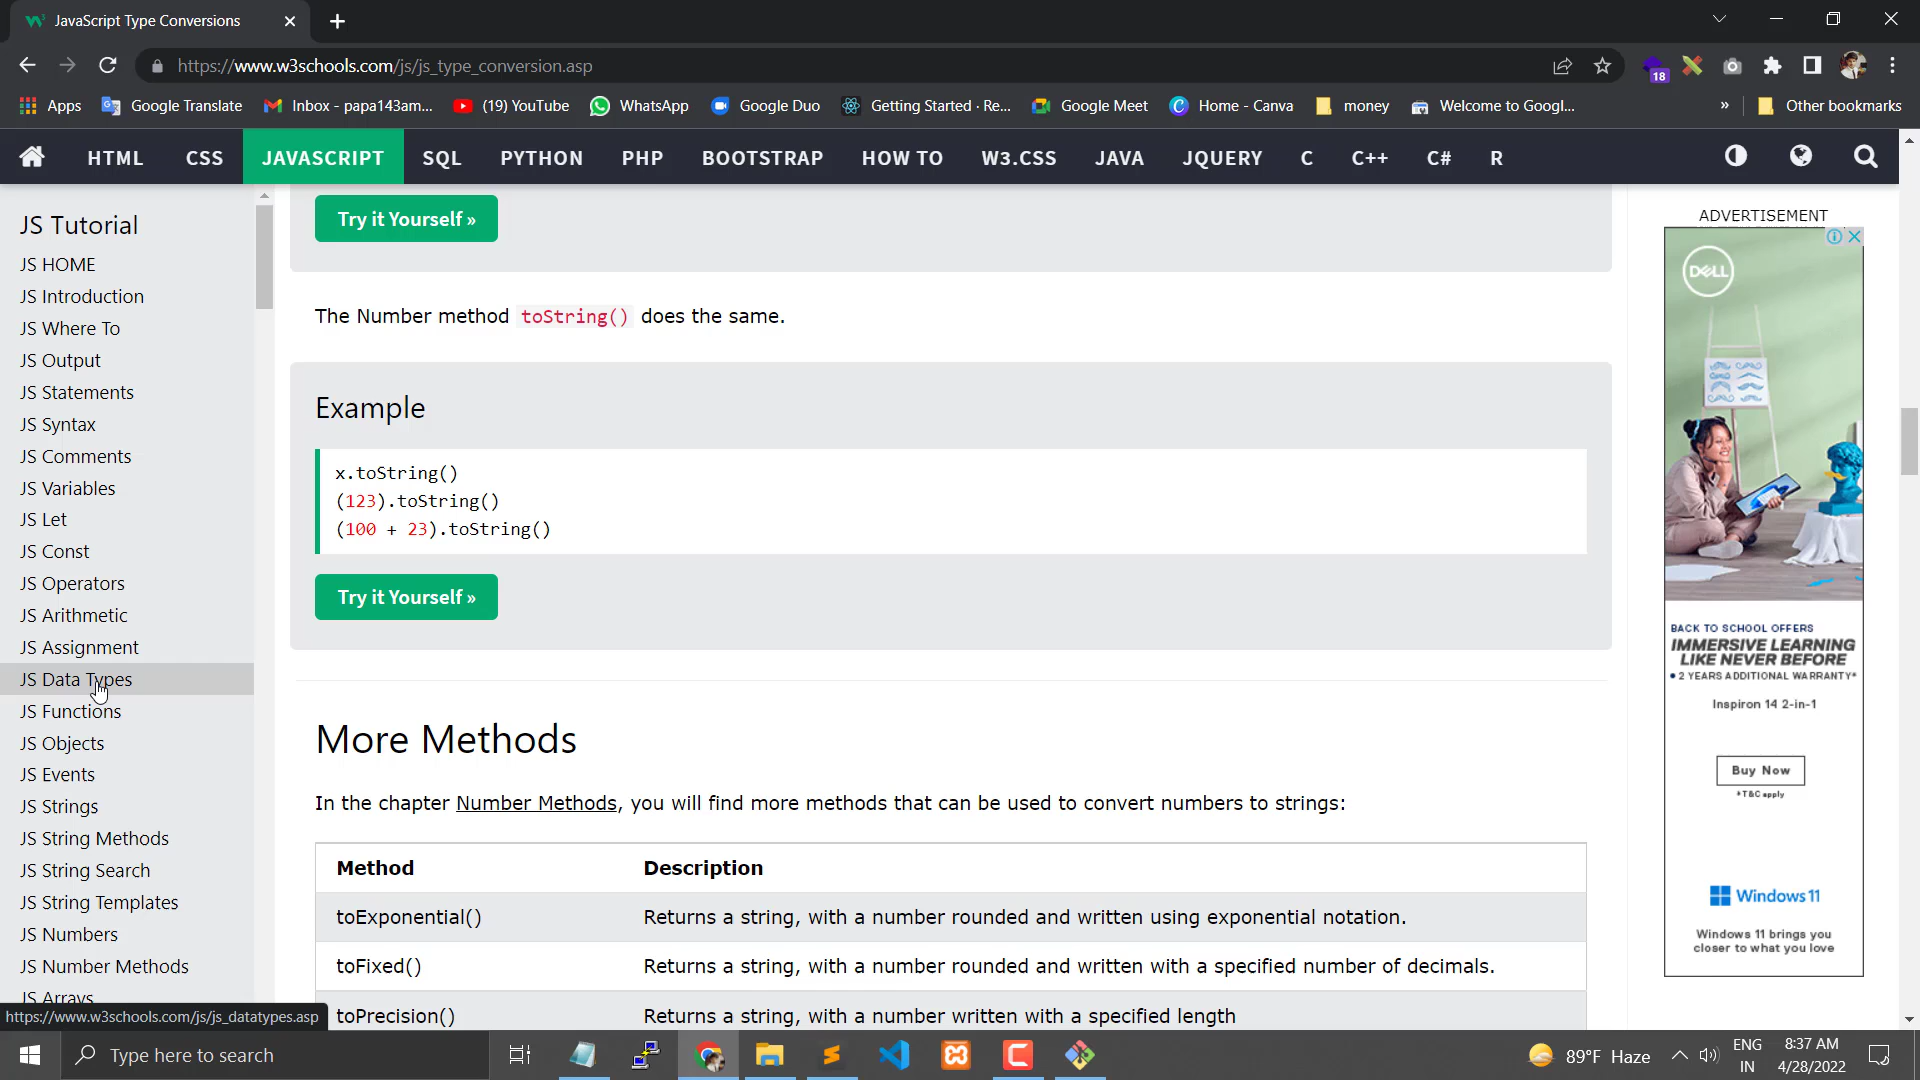 JavaScript Type Conversions
https://www.w3schools.com/js/js_type_conversion.asp
18
Apps
Google Translate
Inbox - papa143am...
(19) YouTube
WhatsApp
Google Duo
Getting Started · Re...
Google Meet
Home - Canva
money
Welcome to Googl...
»
Other bookmarks
HTML
CSS
JAVASCRIPT
SQL
PYTHON
PHP
BOOTSTRAP
HOW TO
W3.CSS
JAVA
JQUERY
C
C++
C#
R
JS Tutorial
JS HOME
JS Introduction
JS Where To
JS Output
JS Statements
JS Syntax
JS Comments
JS Variables
JS Let
JS Const
JS Operators
JS Arithmetic
JS Assignment
JS Data Types
JS Functions
JS Objects
JS Events
JS Strings
JS String Methods
JS String Search
JS String Templates
JS Numbers
JS Number Methods
JS Arrays
https://www.w3schools.com/js/js_datatypes.asp
Try it Yourself »
The Number method toString() does the same.
Example
x.toString()
(123).toString()
(100 + 23).toString()
Try it Yourself »
More Methods
In the chapter Number Methods, you will find more methods that can be used to convert numbers to strings:
Method Description
toExponential() Returns a string, with a number rounded and written using exponential notation.
toFixed() Returns a string, with a number rounded and written with a specified number of decimals.
toPrecision() Returns a string, with a number written with a specified length
ADVERTISEMENT
DELL
BACK TO SCHOOL OFFERS
IMMERSIVE LEARNING
LIKE NEVER BEFORE
• 2 YEARS ADDITIONAL WARRANTY*
Inspiron 14 2-in-1
Buy Now
*T&C apply
Windows 11
Windows 11 brings you
closer to what you love
Type here to search
89°F Haze
ENG
IN
8:37 AM
4/28/2022